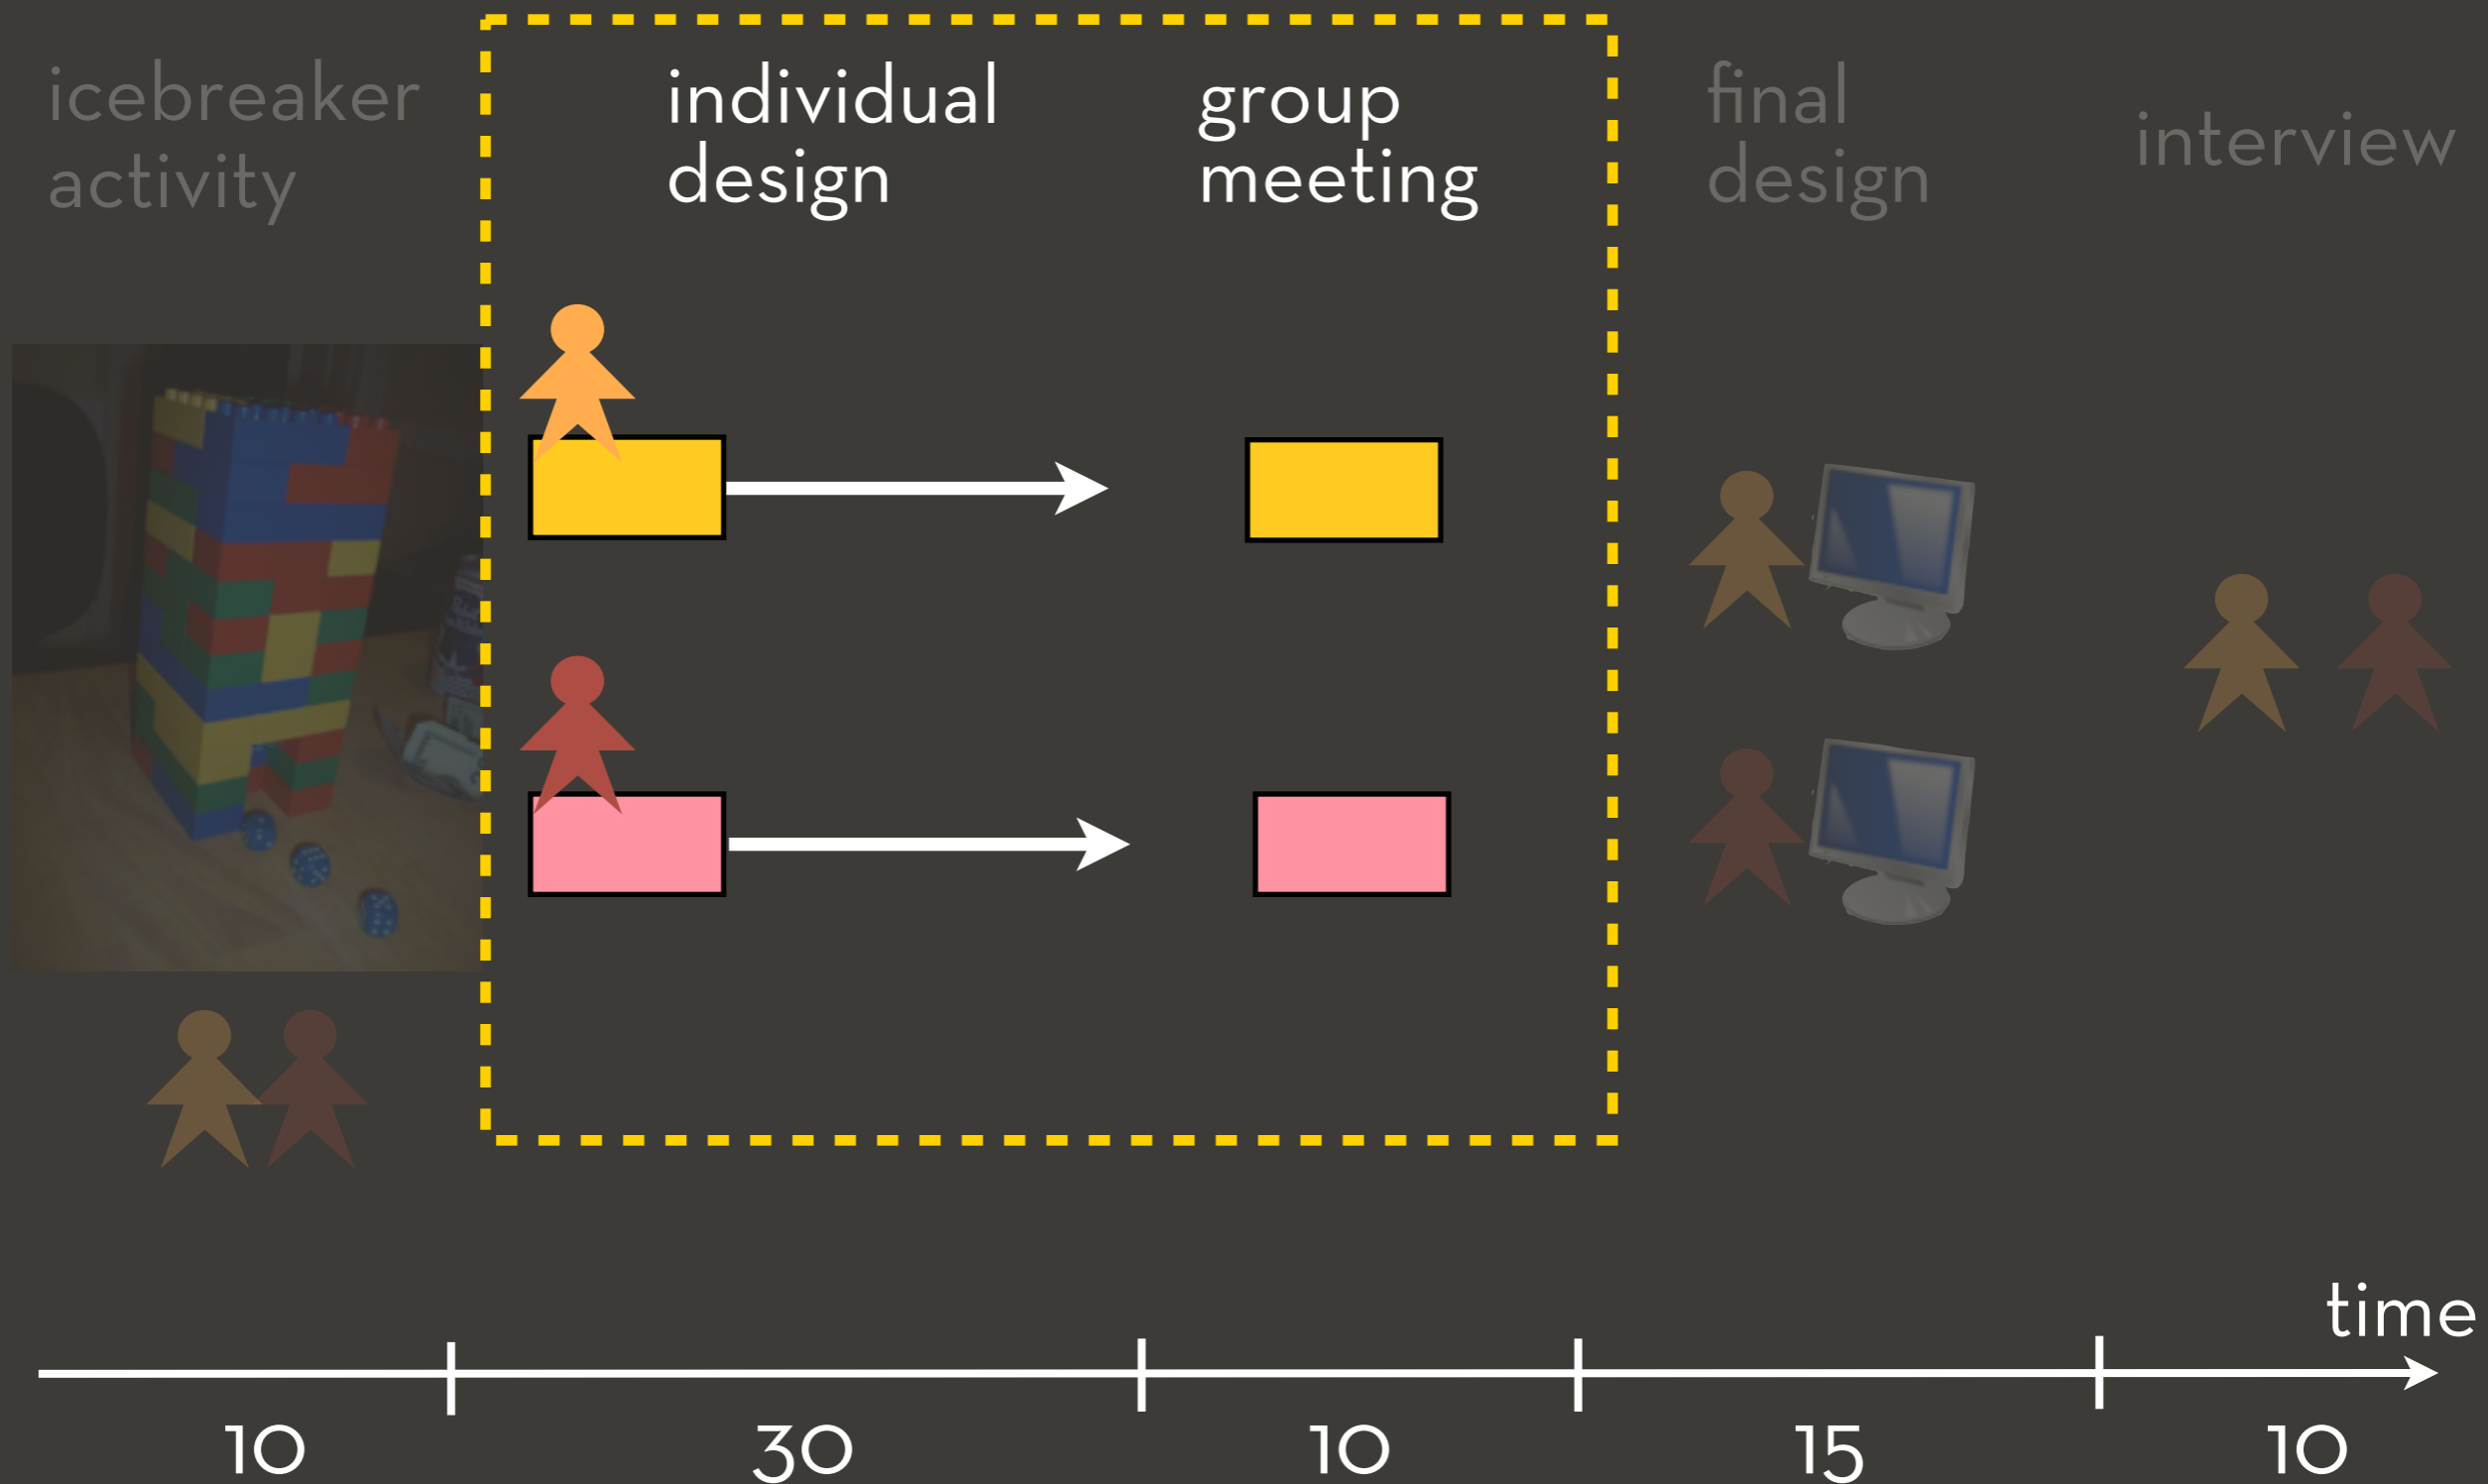 icebreaker
activity
individual
design
group
meeting
final
design
interview
time
10
30
10
15
10